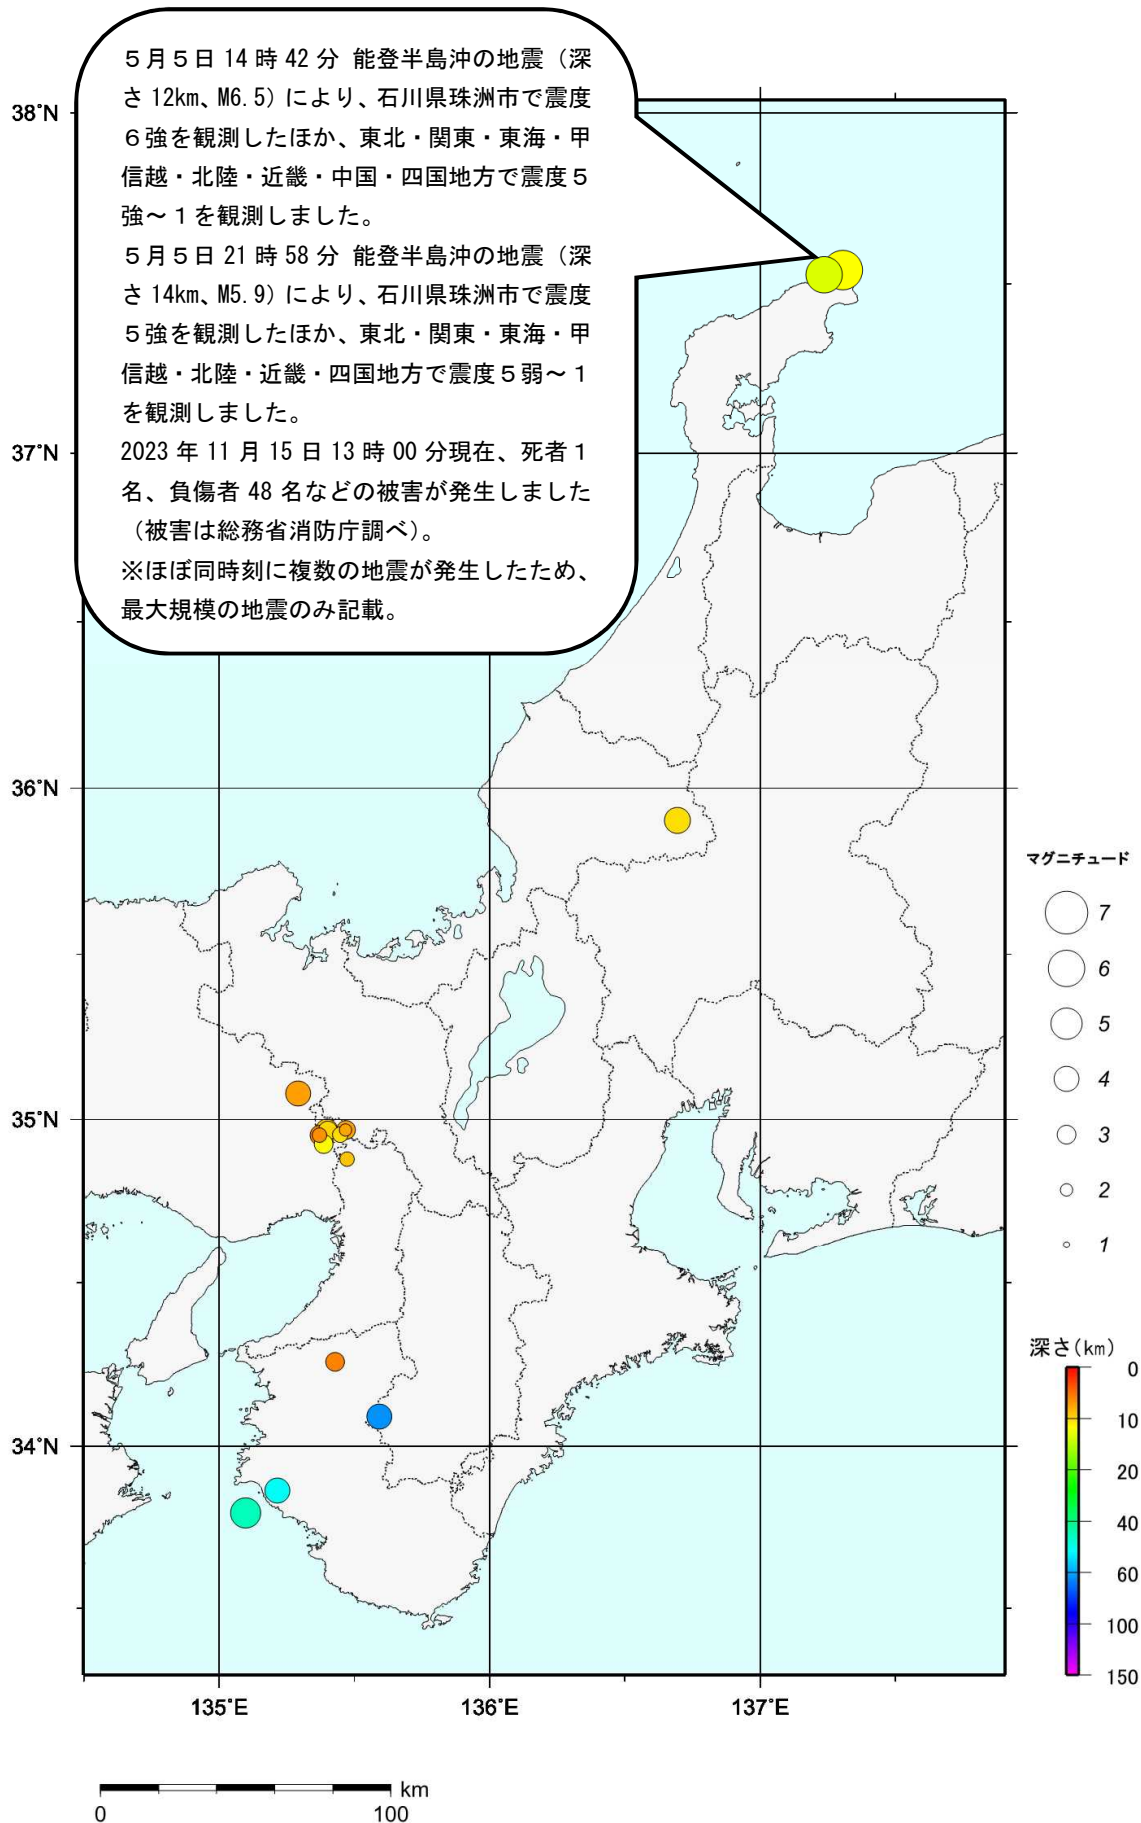 ５月５日 14 時 42 分 能登半島沖の地震（深
さ 12km、M6.5）により、石川県珠洲市で震度
６強を観測したほか、東北・関東・東海・甲
信越・北陸・近畿・中国・四国地方で震度５
強～１を観測しました。
５月５日 21 時 58 分 能登半島沖の地震（深
さ 14km、M5.9）により、石川県珠洲市で震度
５強を観測したほか、東北・関東・東海・甲
信越・北陸・近畿・四国地方で震度５弱～１
を観測しました。
2023 年 11 月 15 日 13 時 00 分現在、死者１
名、負傷者 48 名などの被害が発生しました
（被害は総務省消防庁調べ）。
※ほぼ同時刻に複数の地震が発生したため、
最大規模の地震のみ記載。
38˚N
37˚N
36˚N
35˚N
34˚N
135˚E
136˚E
137˚E
マグニチュード
7
6
5
4
3
2
1
深さ(km)
0
10
20
40
60
100
150
km
0
100